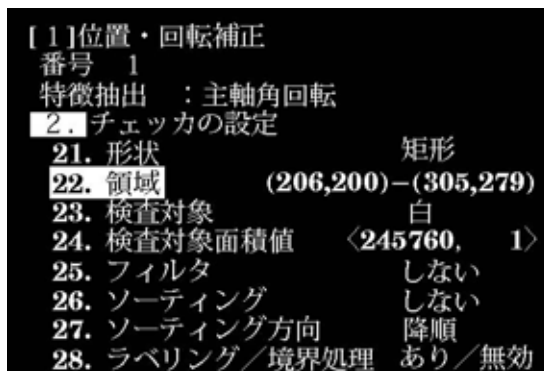 [1]位置・回転補正
番号 1
特徴抽出 :主軸角回転
2. チェッカの設定
21. 形状 矩形
22. 領域 (206,200)−(305,279)
23. 検査対象 白
24. 検査対象面積値 〈245760, 1〉
25. フィルタ しない
26. ソーティング しない
27. ソーティング方向 降順
28. ラベリング/境界処理 あり/無効